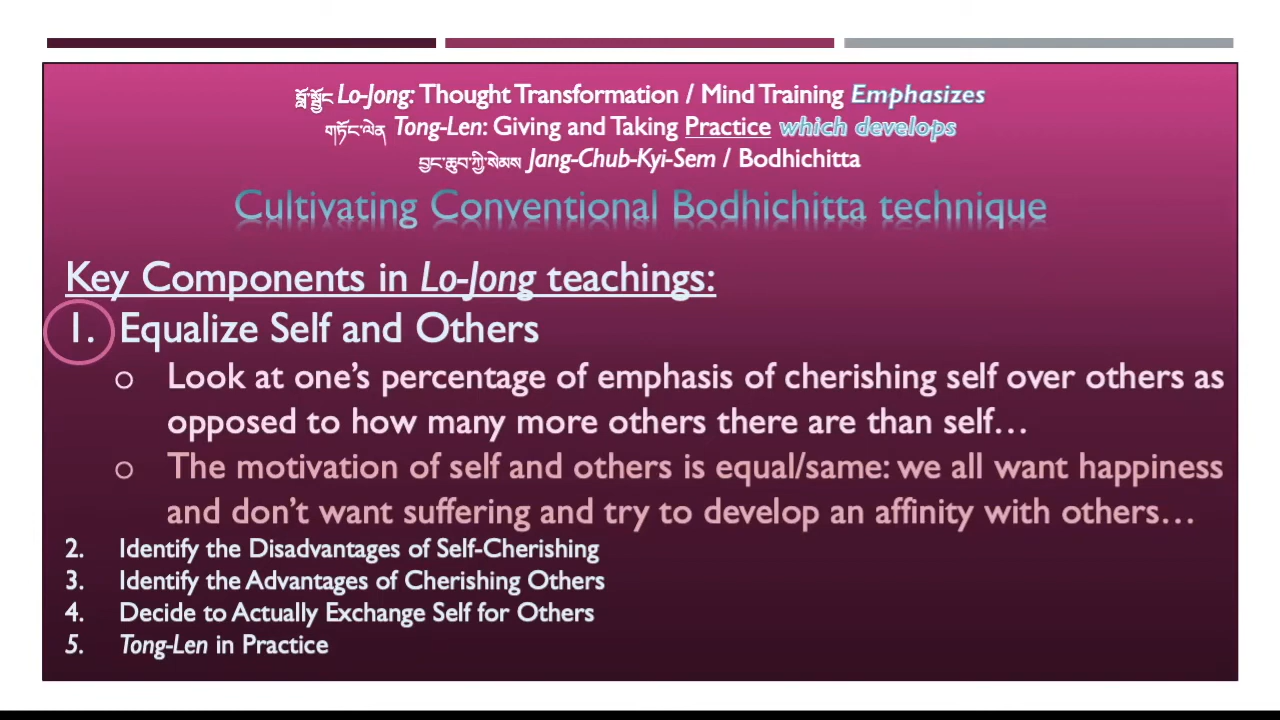 བློ་སྦྱོང Lo-Jong: Thought Transformation / Mind Training Emphasizes
གཏོང་ལེན Tong-Len: Giving and Taking Practice which develops
བྱང་ཆུབ་ཀྱི་སེམས Jang-Chub-Kyi-Sem / Bodhichitta
Cultivating Conventional Bodhichitta technique
Key Components in Lo-Jong teachings:
1. Equalize Self and Others
o Look at one's percentage of emphasis of cherishing self over others as
opposed to how many more others there are than self…
o The motivation of self and others is equal/same: we all want happiness
and don't want suffering and try to develop an affinity with others…
2. Identify the Disadvantages of Self-Cherishing
3. Identify the Advantages of Cherishing Others
4. Decide to Actually Exchange Self for Others
5. Tong-Len in Practice